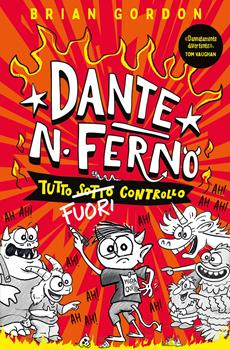 BRIAN GORDON
«Dannatamente
divertente!»
TOM VAUGHAN
DANTE
N. FERNO
TUTTO SOTTO CONTROLLO
FUORI
AH AH!
AH AH!
AH AH!
AH AH!
AH AH!